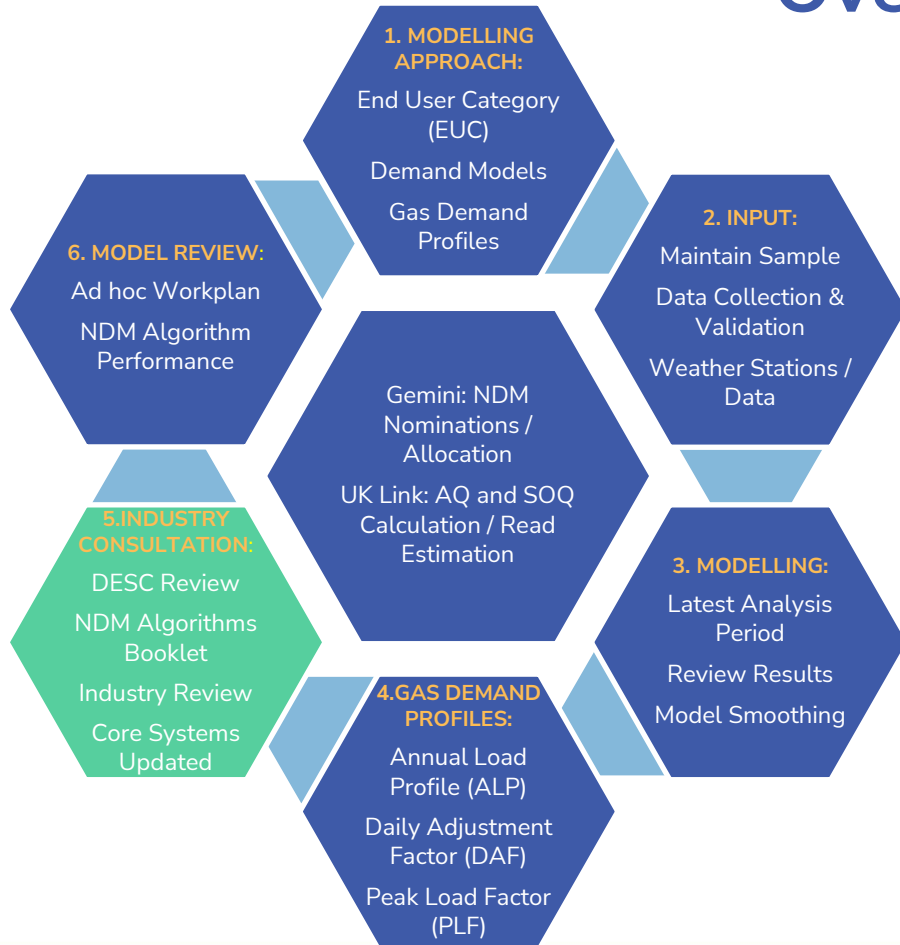 1. MODELLING
APPROACH:
End User Category
(EUC)
Demand Models
Gas Demand
Profiles
2. INPUT:
Maintain Sample
Data Collection &
Validation
Weather Stations /
Data
3. MODELLING:
Latest Analysis
Period
Review Results
Model Smoothing
4.GAS DEMAND
PROFILES:
Annual Load
Profile (ALP)
Daily Adjustment
Factor (DAF)
Peak Load Factor
(PLF)
5.INDUSTRY
CONSULTATION:
DESC Review
NDM Algorithms
Booklet
Industry Review
Core Systems
Updated
6. MODEL REVIEW:
Ad hoc Workplan
NDM Algorithm
Performance
Gemini: NDM
Nominations /
Allocation
UK Link: AQ and SOQ
Calculation / Read
Estimation